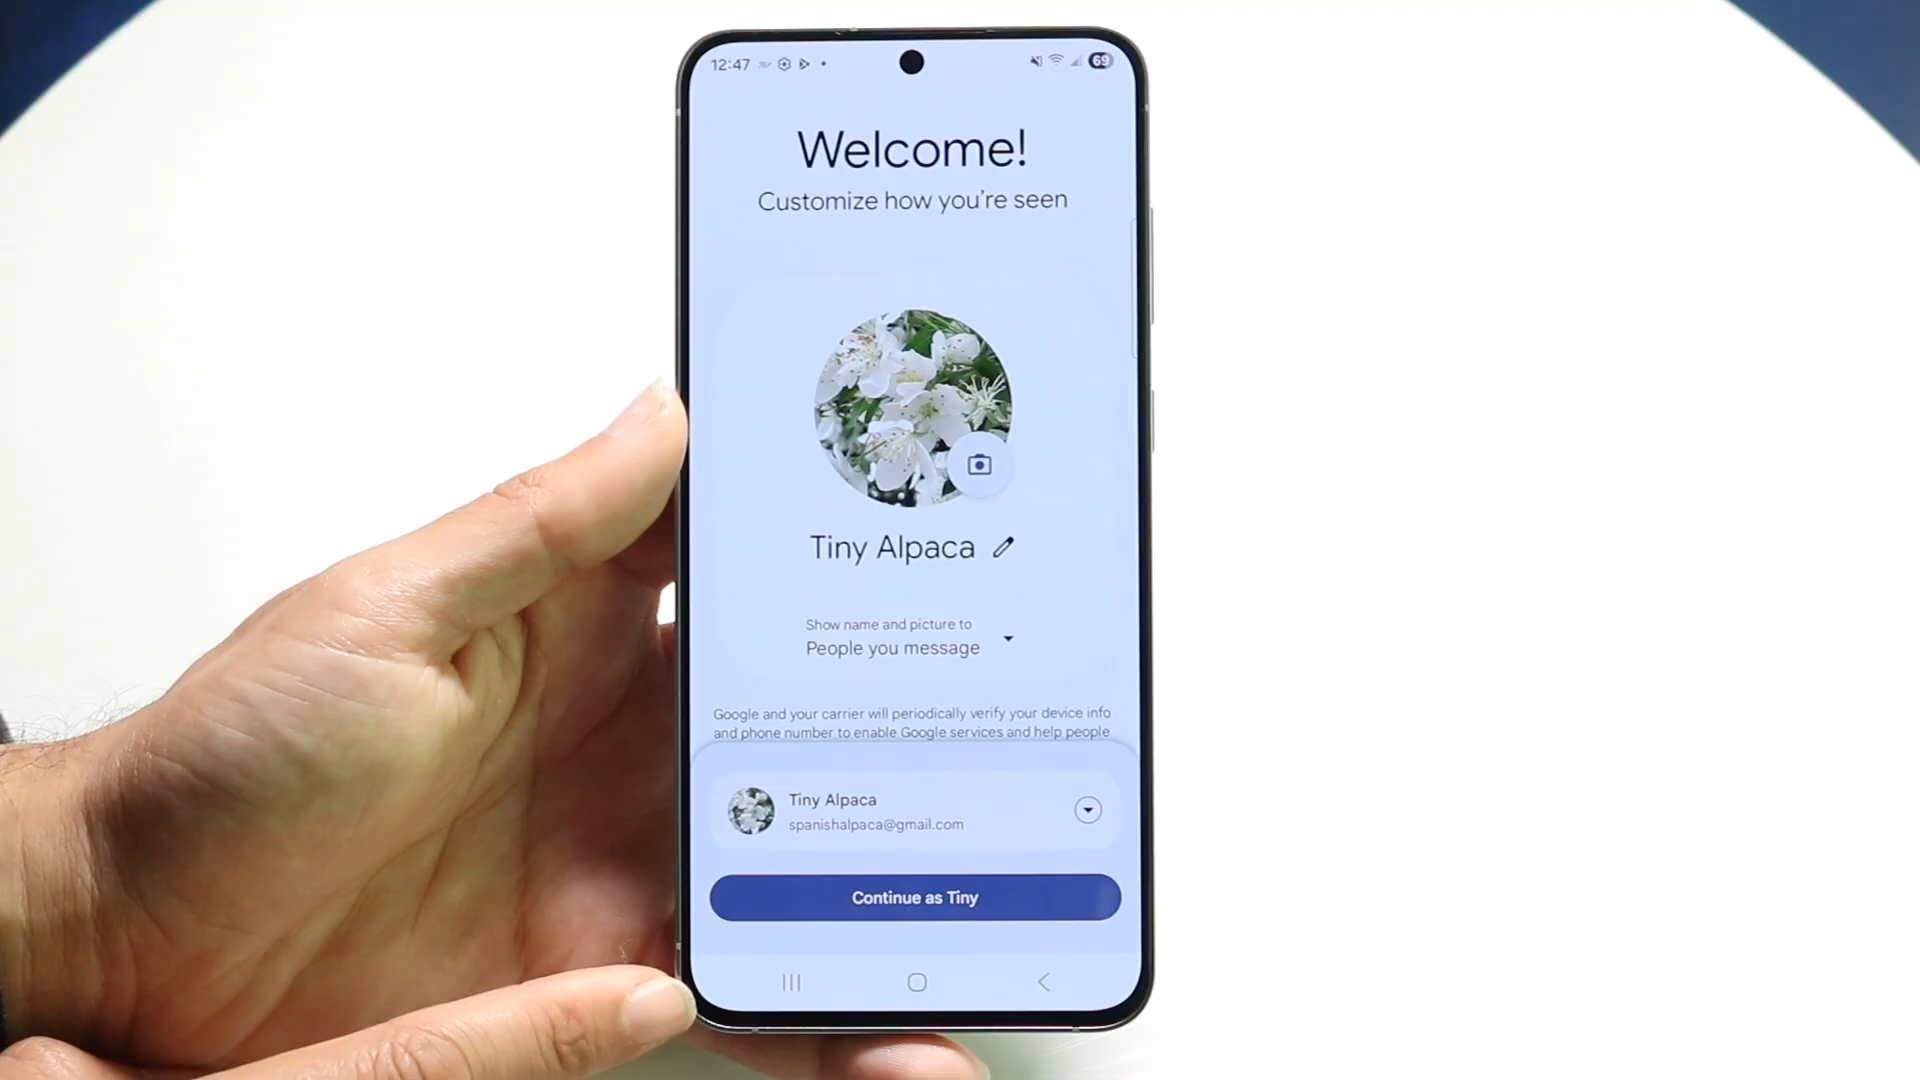 12:47
69
Welcome!
Customize how you're seen
Tiny Alpaca
Show name and picture to
People you message
Google and your carrier will periodically verify your device info
and phone number to enable Google services and help people
Tiny Alpaca
spanishalpaca@gmail.com
Continue as Tiny